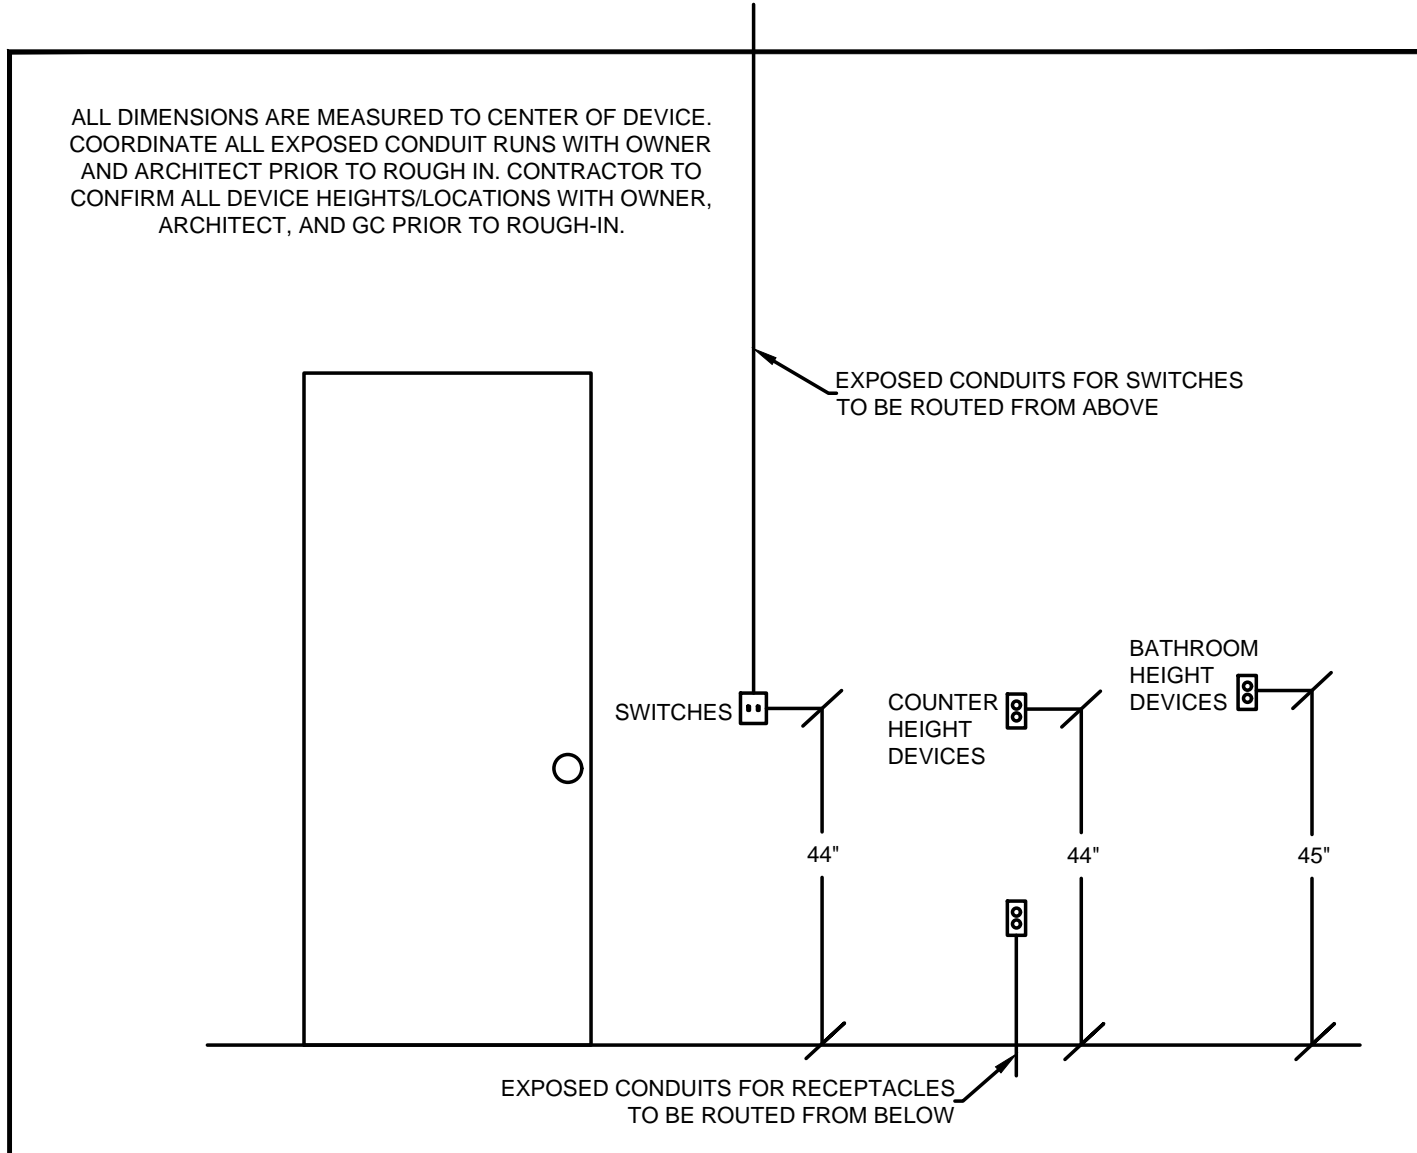 ALL DIMENSIONS ARE MEASURED TO CENTER OF DEVICE.
COORDINATE ALL EXPOSED CONDUIT RUNS WITH OWNER
AND ARCHITECT PRIOR TO ROUGH IN. CONTRACTOR TO
CONFIRM ALL DEVICE HEIGHTS/LOCATIONS WITH OWNER,
ARCHITECT, AND GC PRIOR TO ROUGH-IN.
EXPOSED CONDUITS FOR SWITCHES
TO BE ROUTED FROM ABOVE
SWITCHES
COUNTER
HEIGHT
DEVICES
BATHROOM
HEIGHT
DEVICES
44"
44"
45"
EXPOSED CONDUITS FOR RECEPTACLES
TO BE ROUTED FROM BELOW